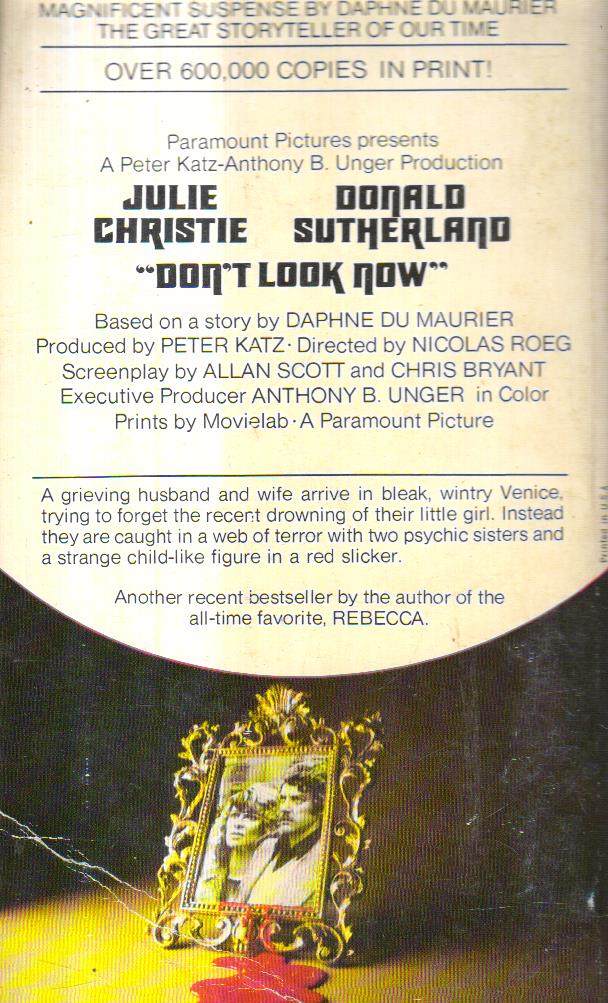 MAGNIFICENT SUSPENSE BY DAPHNE DU MAURIER
THE GREAT STORYTELLER OF OUR TIME
OVER 600,000 COPIES IN PRINT!
Paramount Pictures presents
A Peter Katz-Anthony B. Unger Production
JULIE CHRISTIE
DONALD SUTHERLAND
"DON'T LOOK NOW"
Based on a story by DAPHNE DU MAURIER
Produced by PETER KATZ · Directed by NICOLAS ROEG
Screenplay by ALLAN SCOTT and CHRIS BRYANT
Executive Producer ANTHONY B. UNGER in Color
Prints by Movielab · A Paramount Picture
A grieving husband and wife arrive in bleak, wintry Venice,
trying to forget the recent drowning of their little girl. Instead
they are caught in a web of terror with two psychic sisters and
a strange child-like figure in a red slicker.
Another recent bestseller by the author of the
all-time favorite, REBECCA.
Printed in U.S.A.